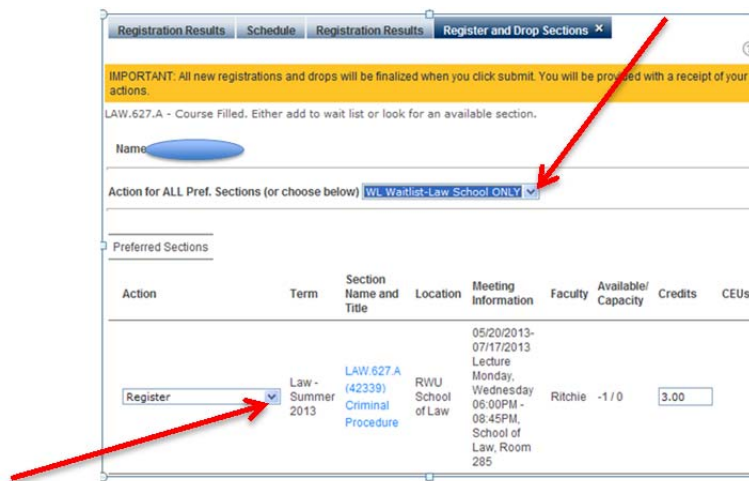 Registration Results Schedule Registration Results Register and Drop Sections ×
IMPORTANT: All new registrations and drops will be finalized when you click submit. You will be provided with a receipt of your
actions.
LAW.627.A - Course Filled. Either add to wait list or look for an available section.
Name
Action for ALL Pref. Sections (or choose below) WL Waitlist-Law School ONLY
Preferred Sections
Action
Term
Section
Name and
Title
Location
Meeting
Information
Faculty
Available/
Capacity
Credits
CEUs
Register
Law -
Summer
2013
LAW.627.A
(42339)
Criminal
Procedure
RWU
School
of Law
05/20/2013-
07/17/2013
Lecture
Monday,
Wednesday
06:00PM -
08:45PM,
School of
Law, Room
285
Ritchie
-1 / 0
3.00